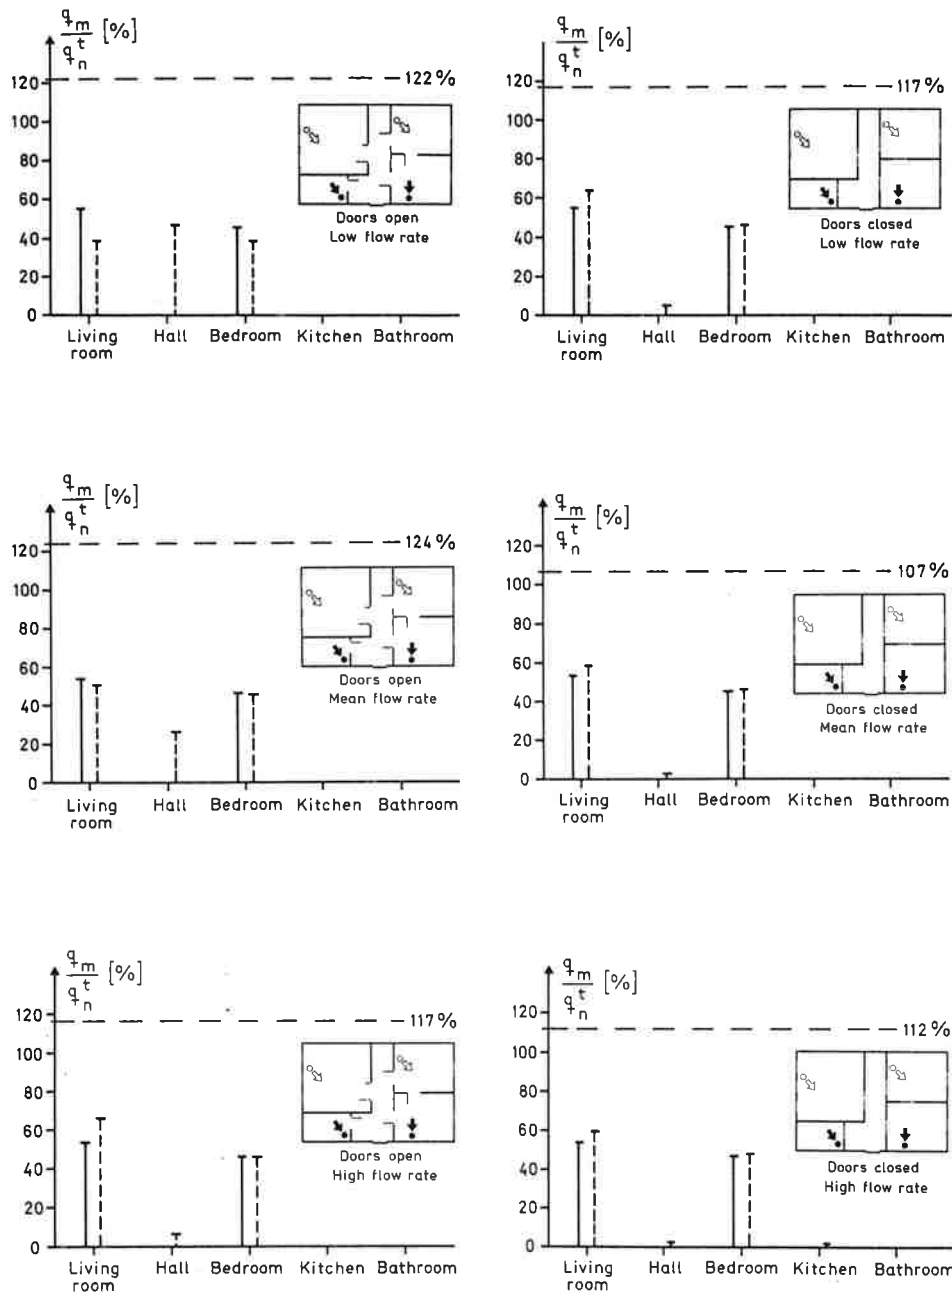 q_m / q_n^t [%]
122%
120
100
80
60
40
20
0
Doors open
Low flow rate
Living room
Hall
Bedroom
Kitchen
Bathroom
q_m / q_n^t [%]
117%
120
100
80
60
40
20
0
Doors closed
Low flow rate
Living room
Hall
Bedroom
Kitchen
Bathroom
q_m / q_n^t [%]
124%
120
100
80
60
40
20
0
Doors open
Mean flow rate
Living room
Hall
Bedroom
Kitchen
Bathroom
q_m / q_n^t [%]
107%
120
100
80
60
40
20
0
Doors closed
Mean flow rate
Living room
Hall
Bedroom
Kitchen
Bathroom
q_m / q_n^t [%]
117%
120
100
80
60
40
20
0
Doors open
High flow rate
Living room
Hall
Bedroom
Kitchen
Bathroom
q_m / q_n^t [%]
112%
120
100
80
60
40
20
0
Doors closed
High flow rate
Living room
Hall
Bedroom
Kitchen
Bathroom